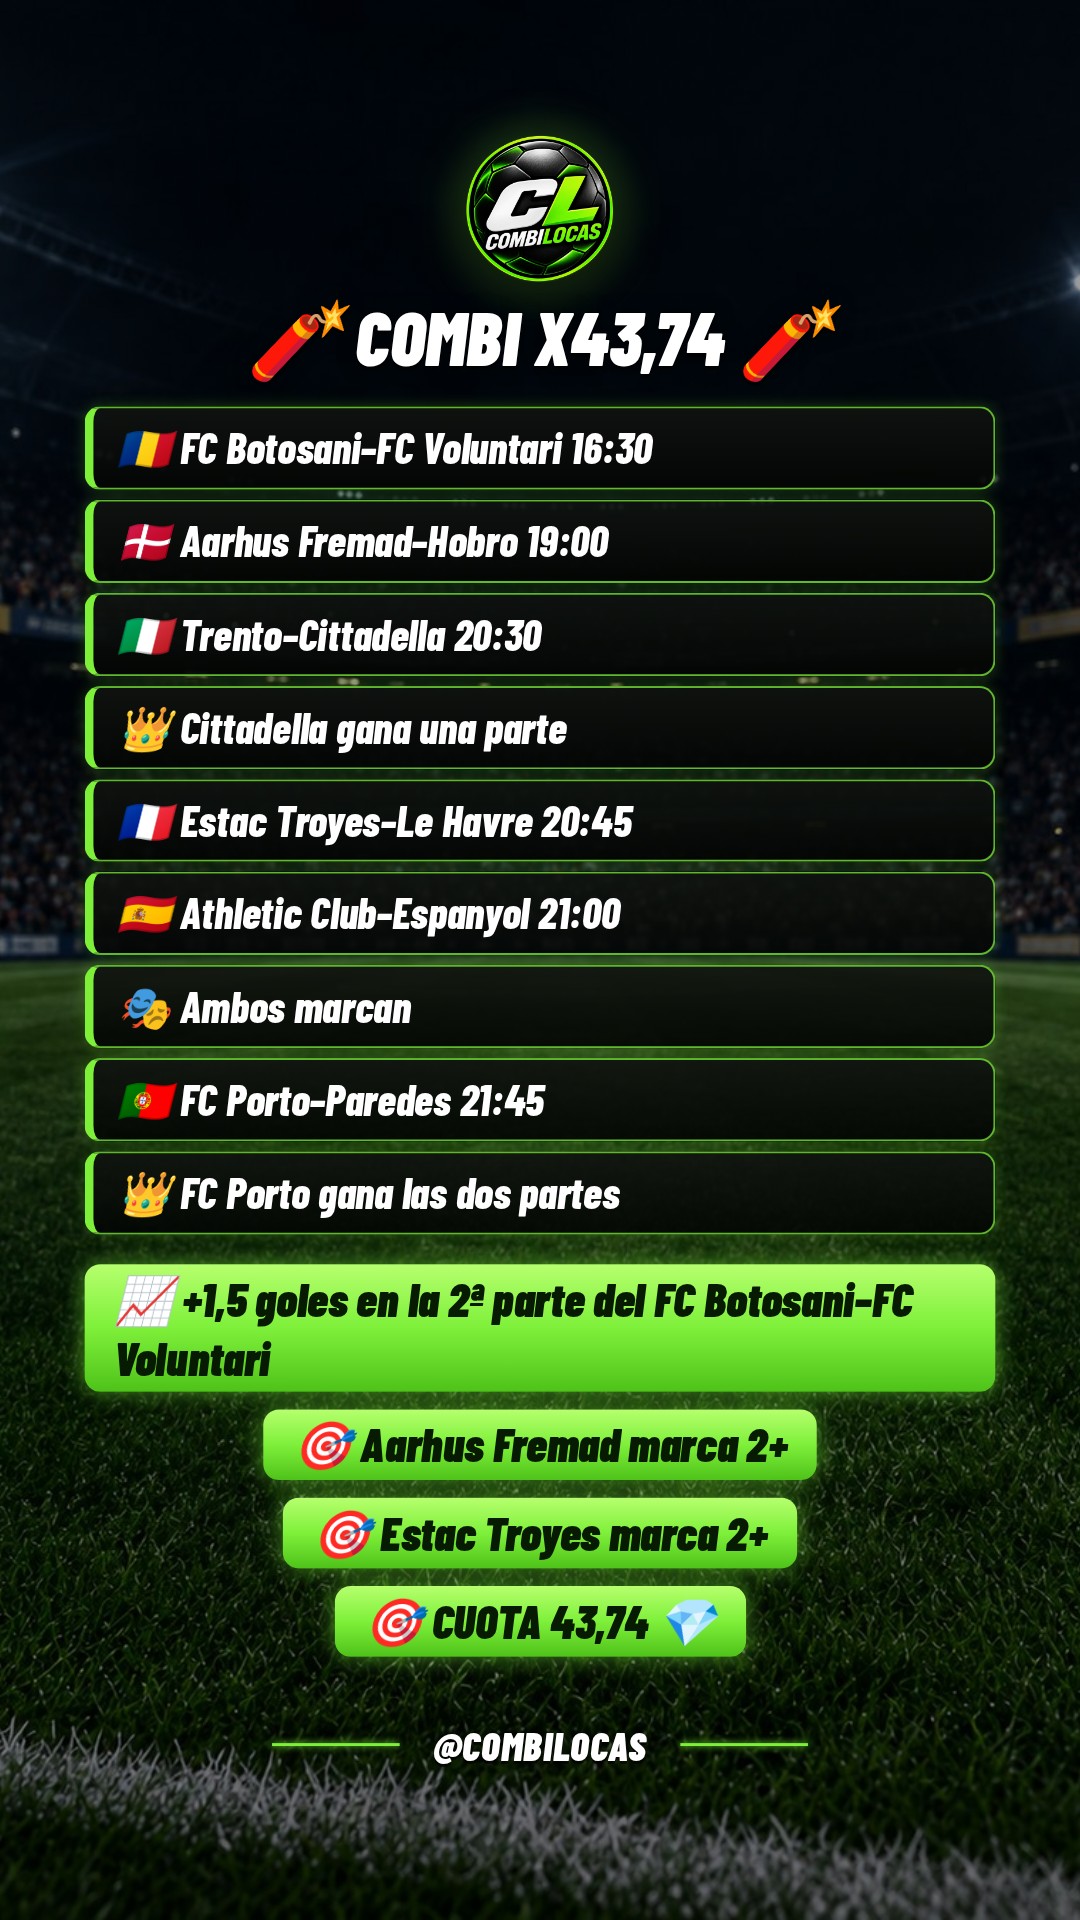 CL
COMBILOCAS
🧨 COMBI X43,74 🧨
🇷🇴 FC Botosani-FC Voluntari 16:30
🇩🇰 Aarhus Fremad-Hobro 19:00
🇮🇹 Trento-Cittadella 20:30
👑 Cittadella gana una parte
🇫🇷 Estac Troyes-Le Havre 20:45
🇪🇸 Athletic Club-Espanyol 21:00
🎭 Ambos marcan
🇵🇹 FC Porto-Paredes 21:45
👑 FC Porto gana las dos partes
📈 +1,5 goles en la 2ª parte del FC Botosani-FC
Voluntari
🎯 Aarhus Fremad marca 2+
🎯 Estac Troyes marca 2+
🎯 CUOTA 43,74 💎
@COMBILOCAS